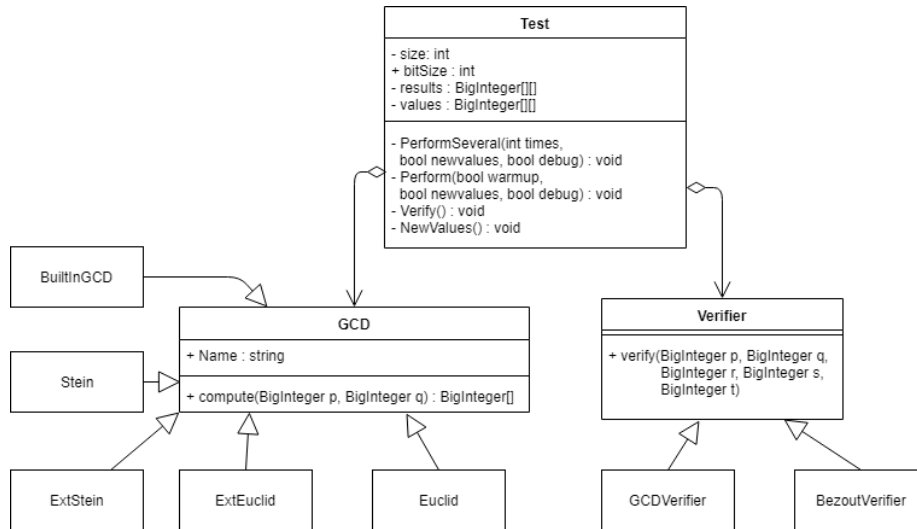 Test
- size: int
+ bitSize : int
- results : BigInteger[][]
- values : BigInteger[][]
- PerformSeveral(int times,
bool newvalues, bool debug) : void
- Perform(bool warmup,
bool newvalues, bool debug) : void
- Verify() : void
- NewValues() : void
BuiltInGCD
GCD
+ Name : string
+ compute(BigInteger p, BigInteger q) : BigInteger[]
Verifier
+ verify(BigInteger p, BigInteger q,
BigInteger r, BigInteger s,
BigInteger t)
Stein
ExtStein
ExtEuclid
Euclid
GCDVerifier
BezoutVerifier